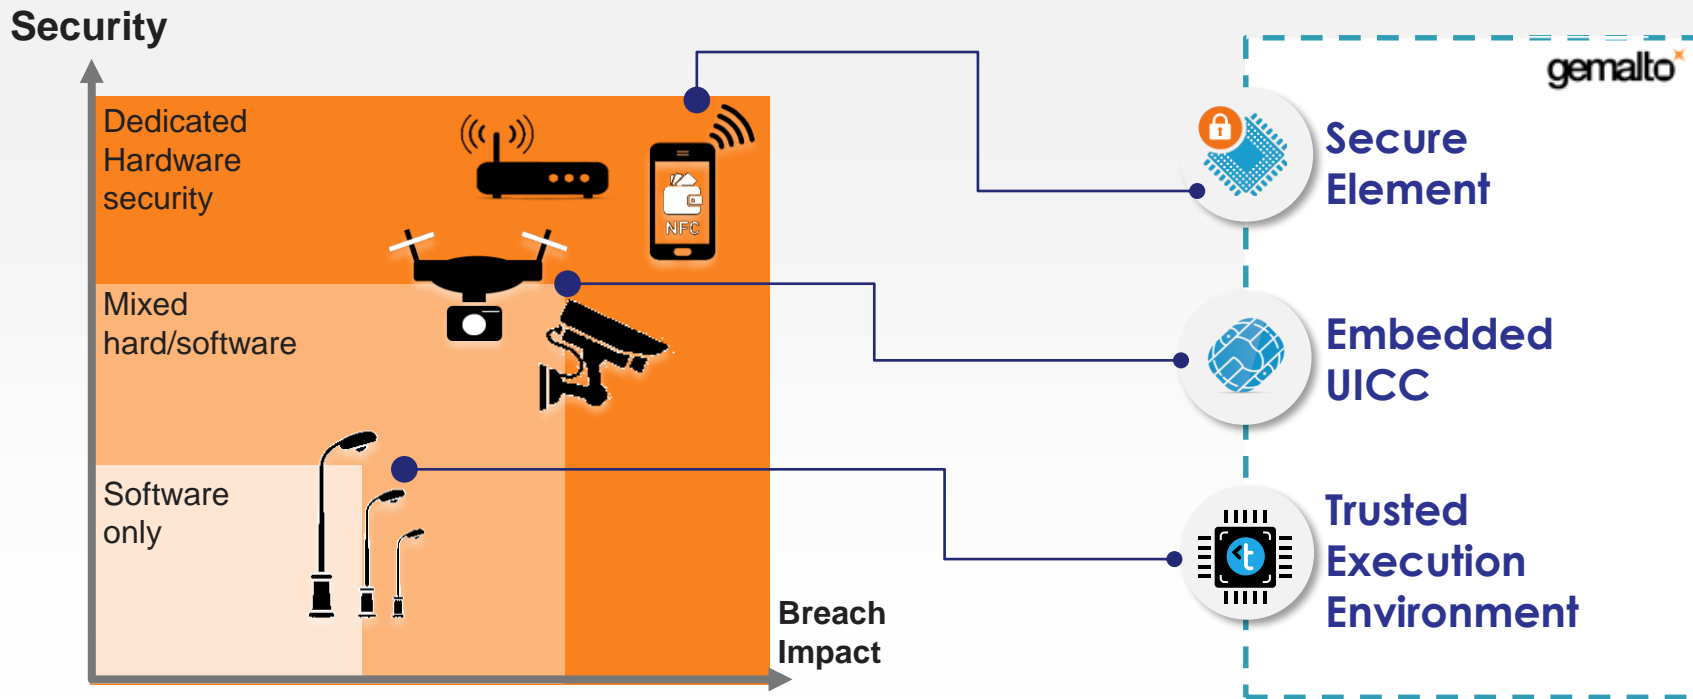 Security
gemalto
Dedicated
Hardware
security
NFC
Secure
Element
Mixed
hard/software
Embedded
UICC
Software
only
t
Trusted
Execution
Environment
Breach
Impact